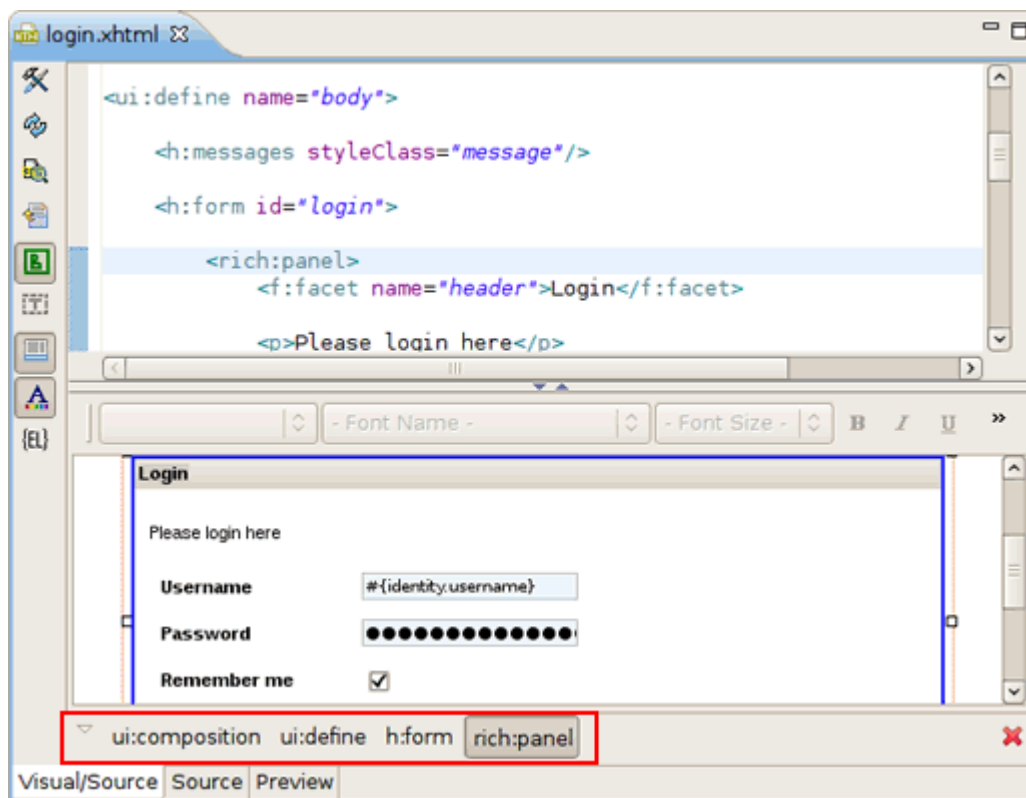 login.xhtml
<ui:define name="body">
<h:messages styleClass="message"/>
<h:form id="login">
<rich:panel>
<f:facet name="header">Login</f:facet>
<p>Please login here</p>
{EL}
- Font Name -
- Font Size -
B I U »
Login
Please login here
Username #{identity.username}
Password ●●●●●●●●●●●●●
Remember me
ui:composition ui:define h:form rich:panel
Visual/Source Source Preview